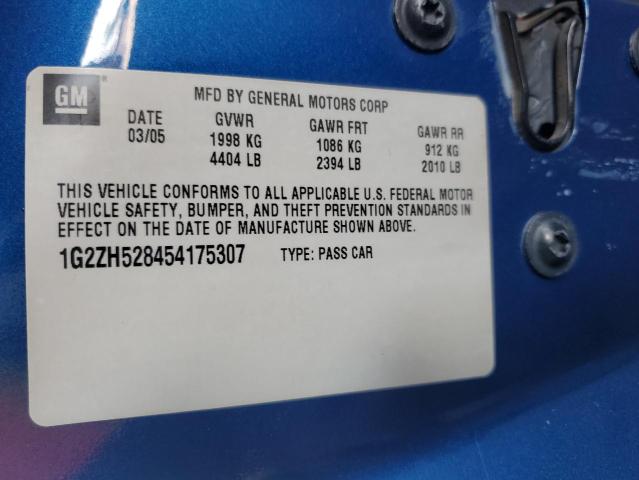 GM ®
MFD BY GENERAL MOTORS CORP
DATE GVWR GAWR FRT GAWR RR
03/05 1998 KG 1086 KG 912 KG
4404 LB 2394 LB 2010 LB
THIS VEHICLE CONFORMS TO ALL APPLICABLE U.S. FEDERAL MOTOR
VEHICLE SAFETY, BUMPER, AND THEFT PREVENTION STANDARDS IN
EFFECT ON THE DATE OF MANUFACTURE SHOWN ABOVE.
1G2ZH528454175307 TYPE: PASS CAR